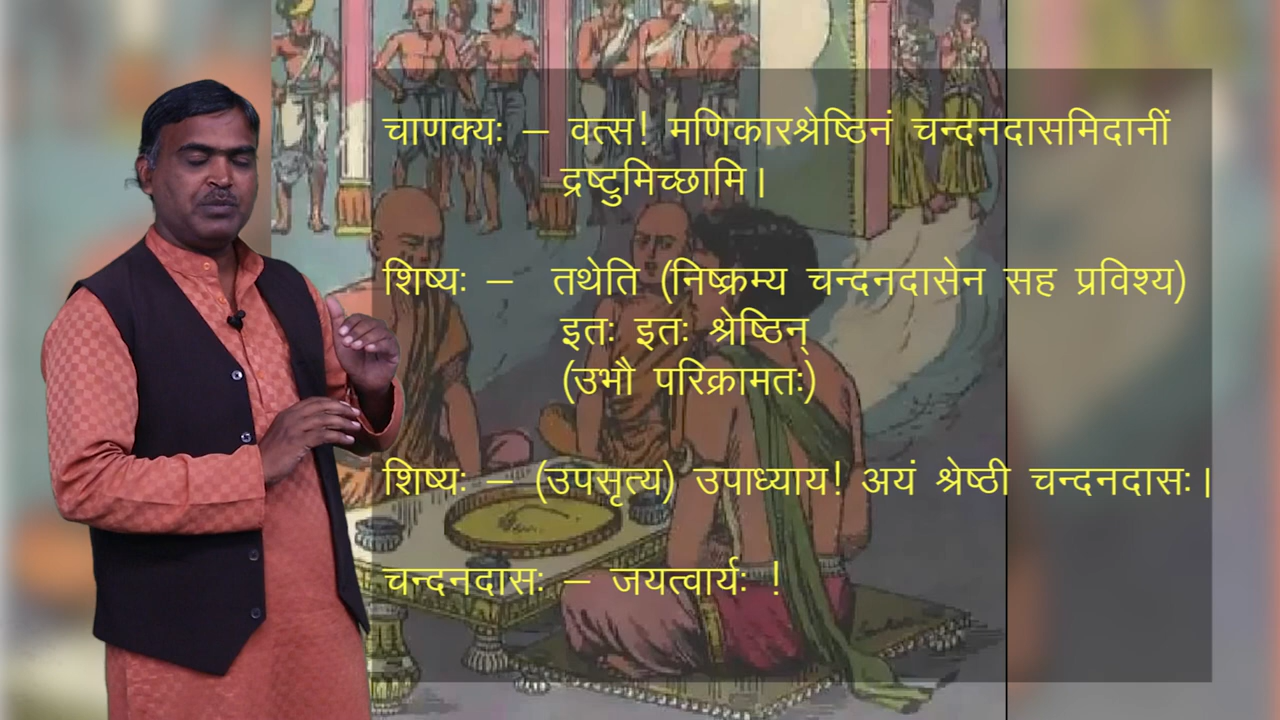 चाणक्यः – वत्स! मणिकारश्रेष्ठिनं चन्दनदासमिदानीं
द्रष्टुमिच्छामि।
शिष्यः – तथेति (निष्क्रम्य चन्दनदासेन सह प्रविश्य)
इतः इतः श्रेष्ठिन्
(उभौ परिक्रामतः)
शिष्यः – (उपसृत्य) उपाध्याय! अयं श्रेष्ठी चन्दनदासः।
चन्दनदासः – जयत्वार्यः !